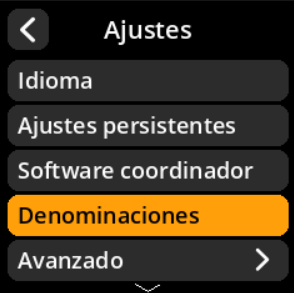 Ajustes
Idioma
Ajustes persistentes
Software coordinador
Denominaciones
Avanzado